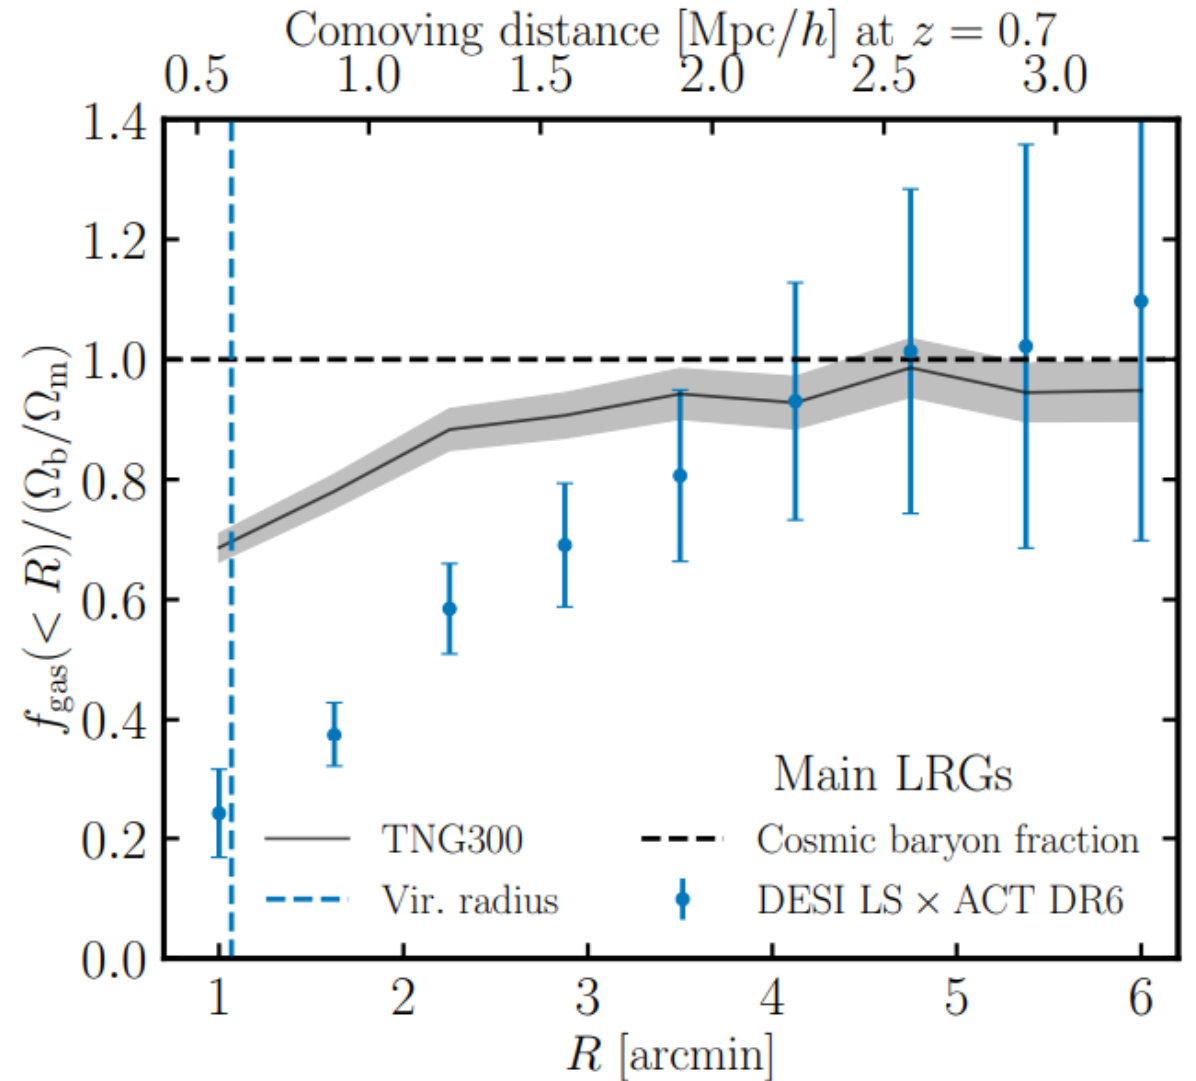 Comoving distance [Mpc/h] at z = 0.7
0.5 1.0 1.5 2.0 2.5 3.0
1.4
1.2
1.0
0.8
0.6
0.4
0.2
0.0
f_gas(< R)/(Ω_b/Ω_m)
Main LRGs
TNG300
Cosmic baryon fraction
Vir. radius
DESI LS × ACT DR6
1 2 3 4 5 6
R [arcmin]